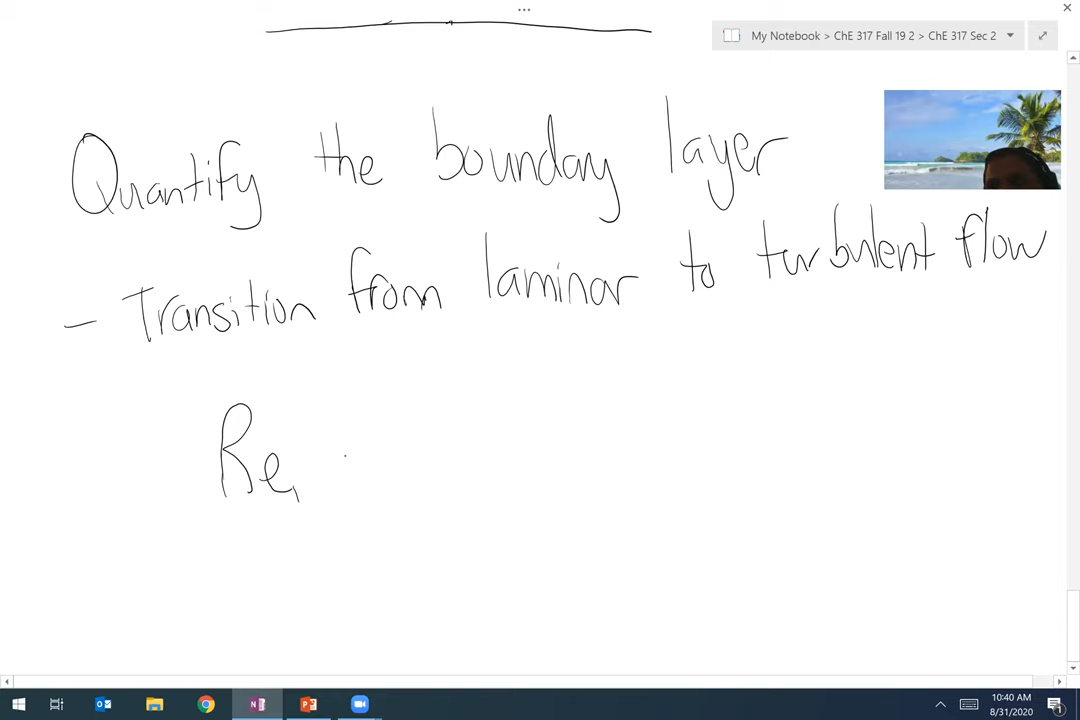 My Notebook > ChE 317 Fall 19 2 > ChE 317 Sec 2
Quantify the boundary layer
- Transition from laminar to turbulent flow
Re,
10:40 AM
8/31/2020